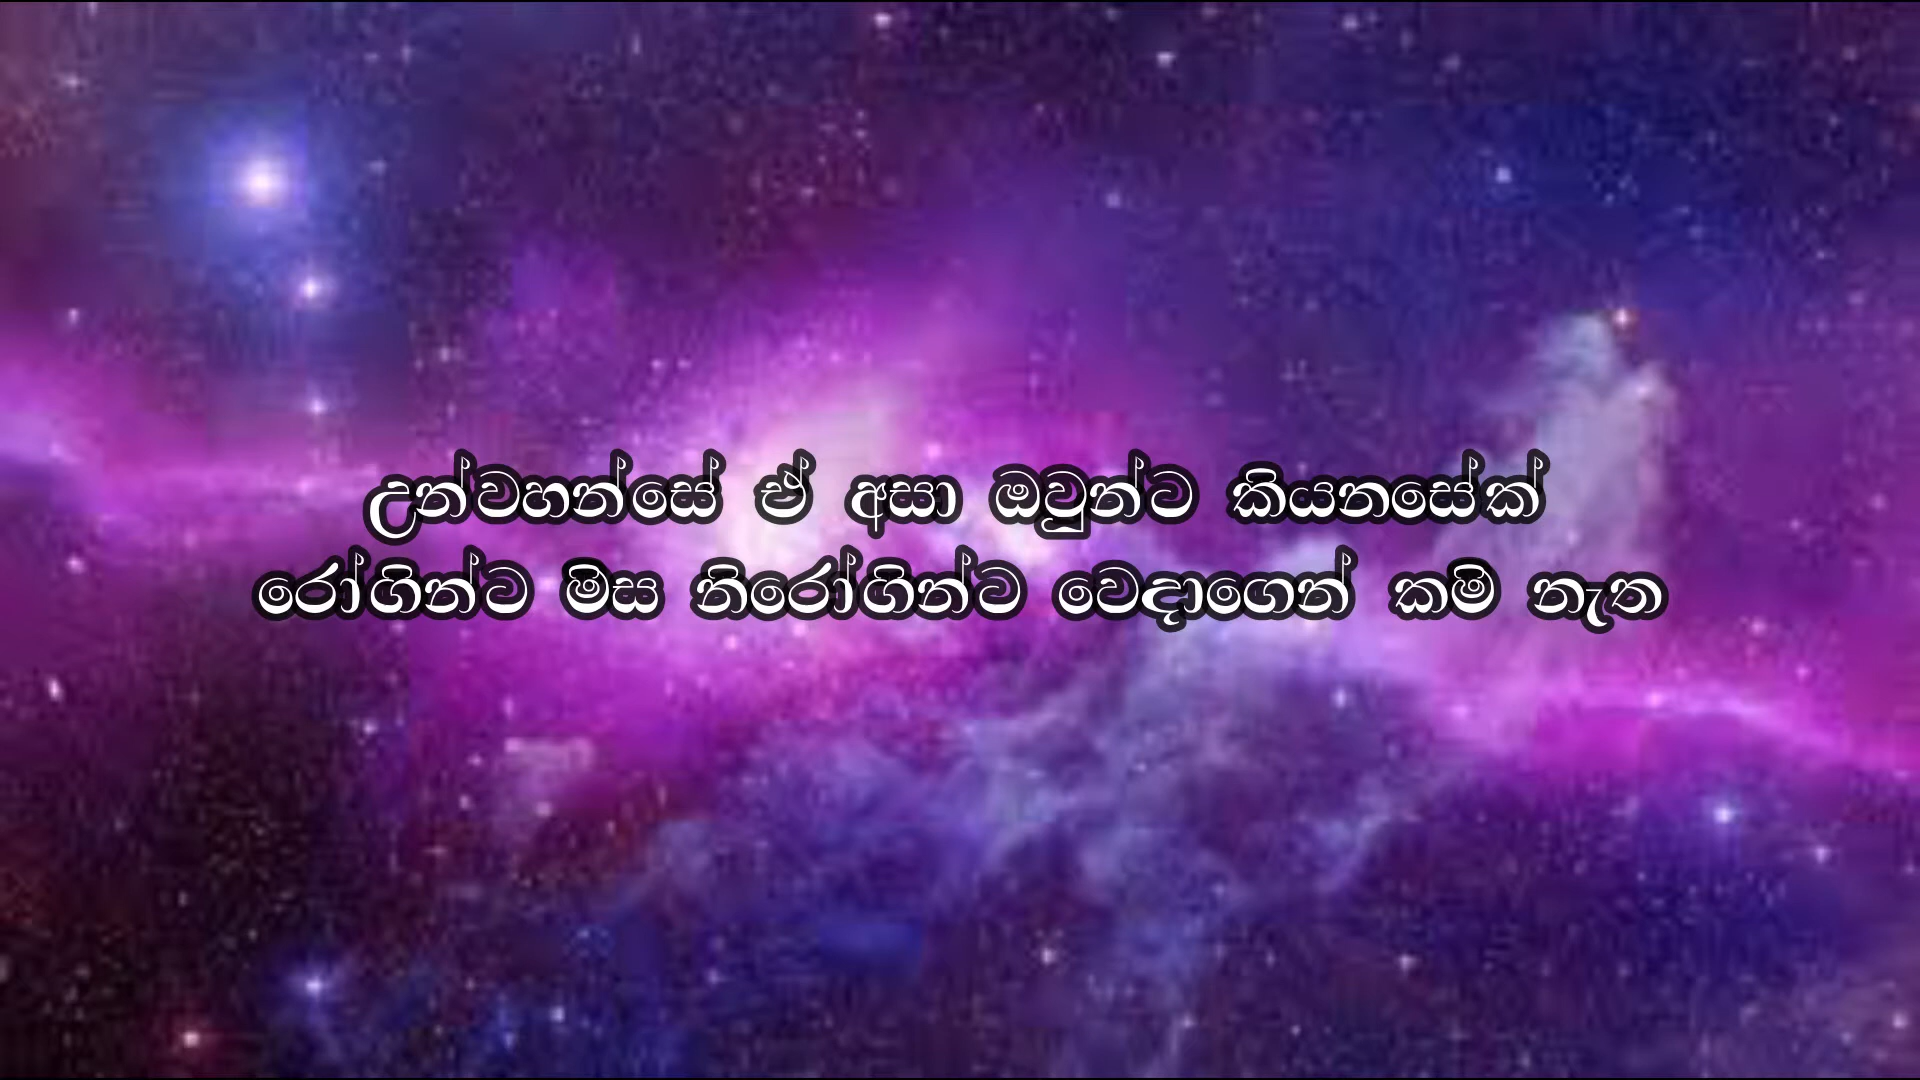 උන්වහන්සේ ඒ අසා ඔවුන්ට කියනසේක්
රෝගින්ට මිස නිරෝගින්ට වෙදාගෙන් කම් නැත